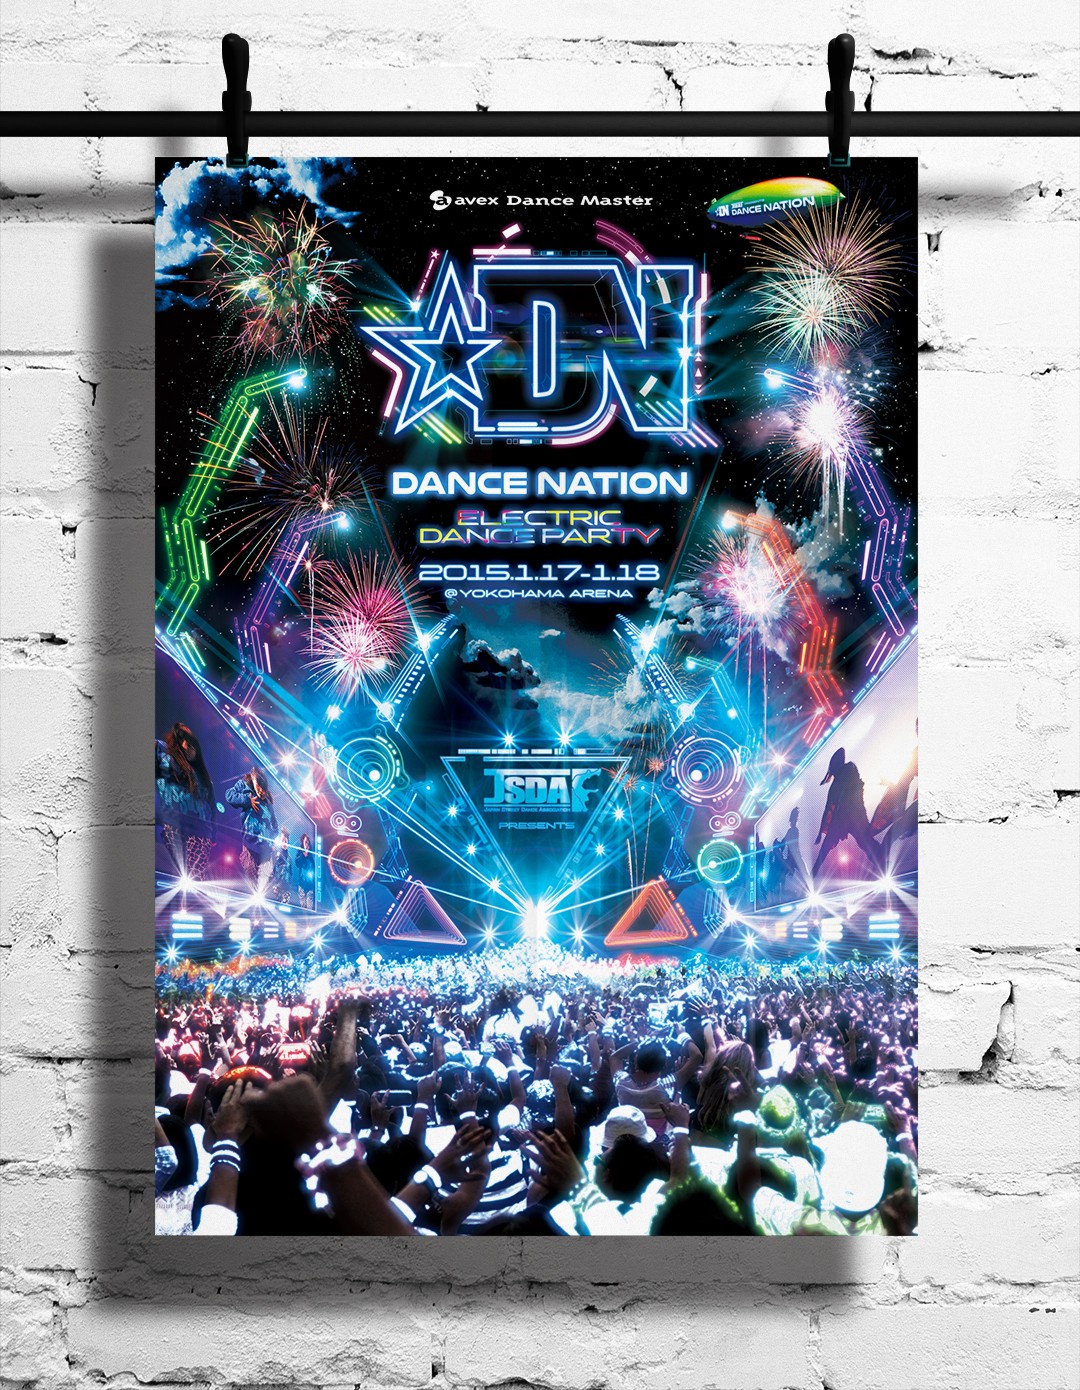 avex Dance Master
DN DANCE NATION
DN
DANCE NATION
ELECTRIC
DANCE PARTY
2015.1.17-1.18
@YOKOHAMA ARENA
JSDA
PRESENTS